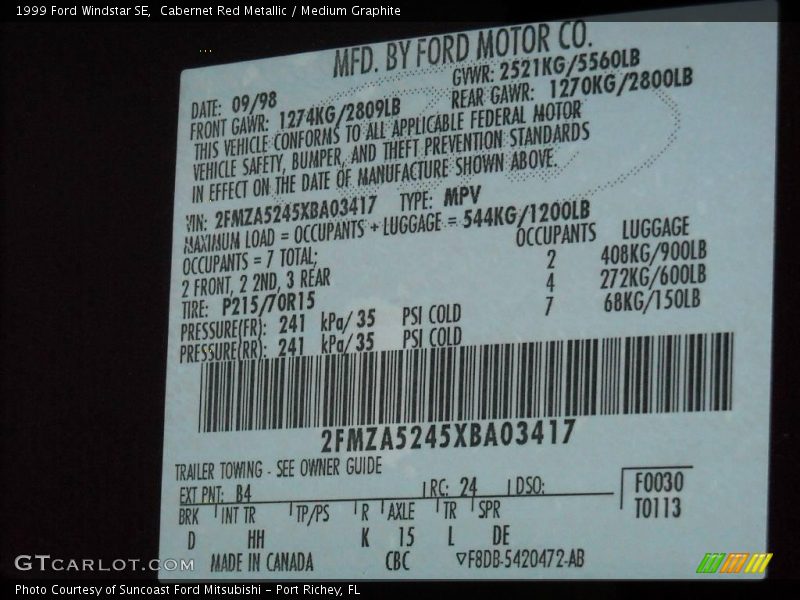 1999 Ford Windstar SE,  Cabernet Red Metallic / Medium Graphite
MFD. BY FORD MOTOR CO.
DATE: 09/98 GVWR: 2521KG/5560LB
FRONT GAWR: 1274KG/2809LB REAR GAWR: 1270KG/2800LB
THIS VEHICLE CONFORMS TO ALL APPLICABLE FEDERAL MOTOR
VEHICLE SAFETY, BUMPER, AND THEFT PREVENTION STANDARDS
IN EFFECT ON THE DATE OF MANUFACTURE SHOWN ABOVE.
VIN: 2FMZA5245XBA03417 TYPE: MPV
MAXIMUM LOAD = OCCUPANTS + LUGGAGE = 544KG/1200LB
OCCUPANTS = 7 TOTAL; OCCUPANTS LUGGAGE
2 FRONT, 2 2ND, 3 REAR 2 408KG/900LB
TIRE: P215/70R15 4 272KG/600LB
PRESSURE(FR): 241 kPa/35 PSI COLD 7 68KG/150LB
PRESSURE(RR): 241 kPa/35 PSI COLD
2FMZA5245XBA03417
TRAILER TOWING - SEE OWNER GUIDE
EXT PNT: B4 RC: 24 DSO: F0030
BRK INT TR TP/PS R AXLE TR SPR T0113
D HH K 15 L DE
MADE IN CANADA CBC ▽F8DB-5420472-AB
GTCARLOT.COM
Photo Courtesy of Suncoast Ford Mitsubishi - Port Richey, FL